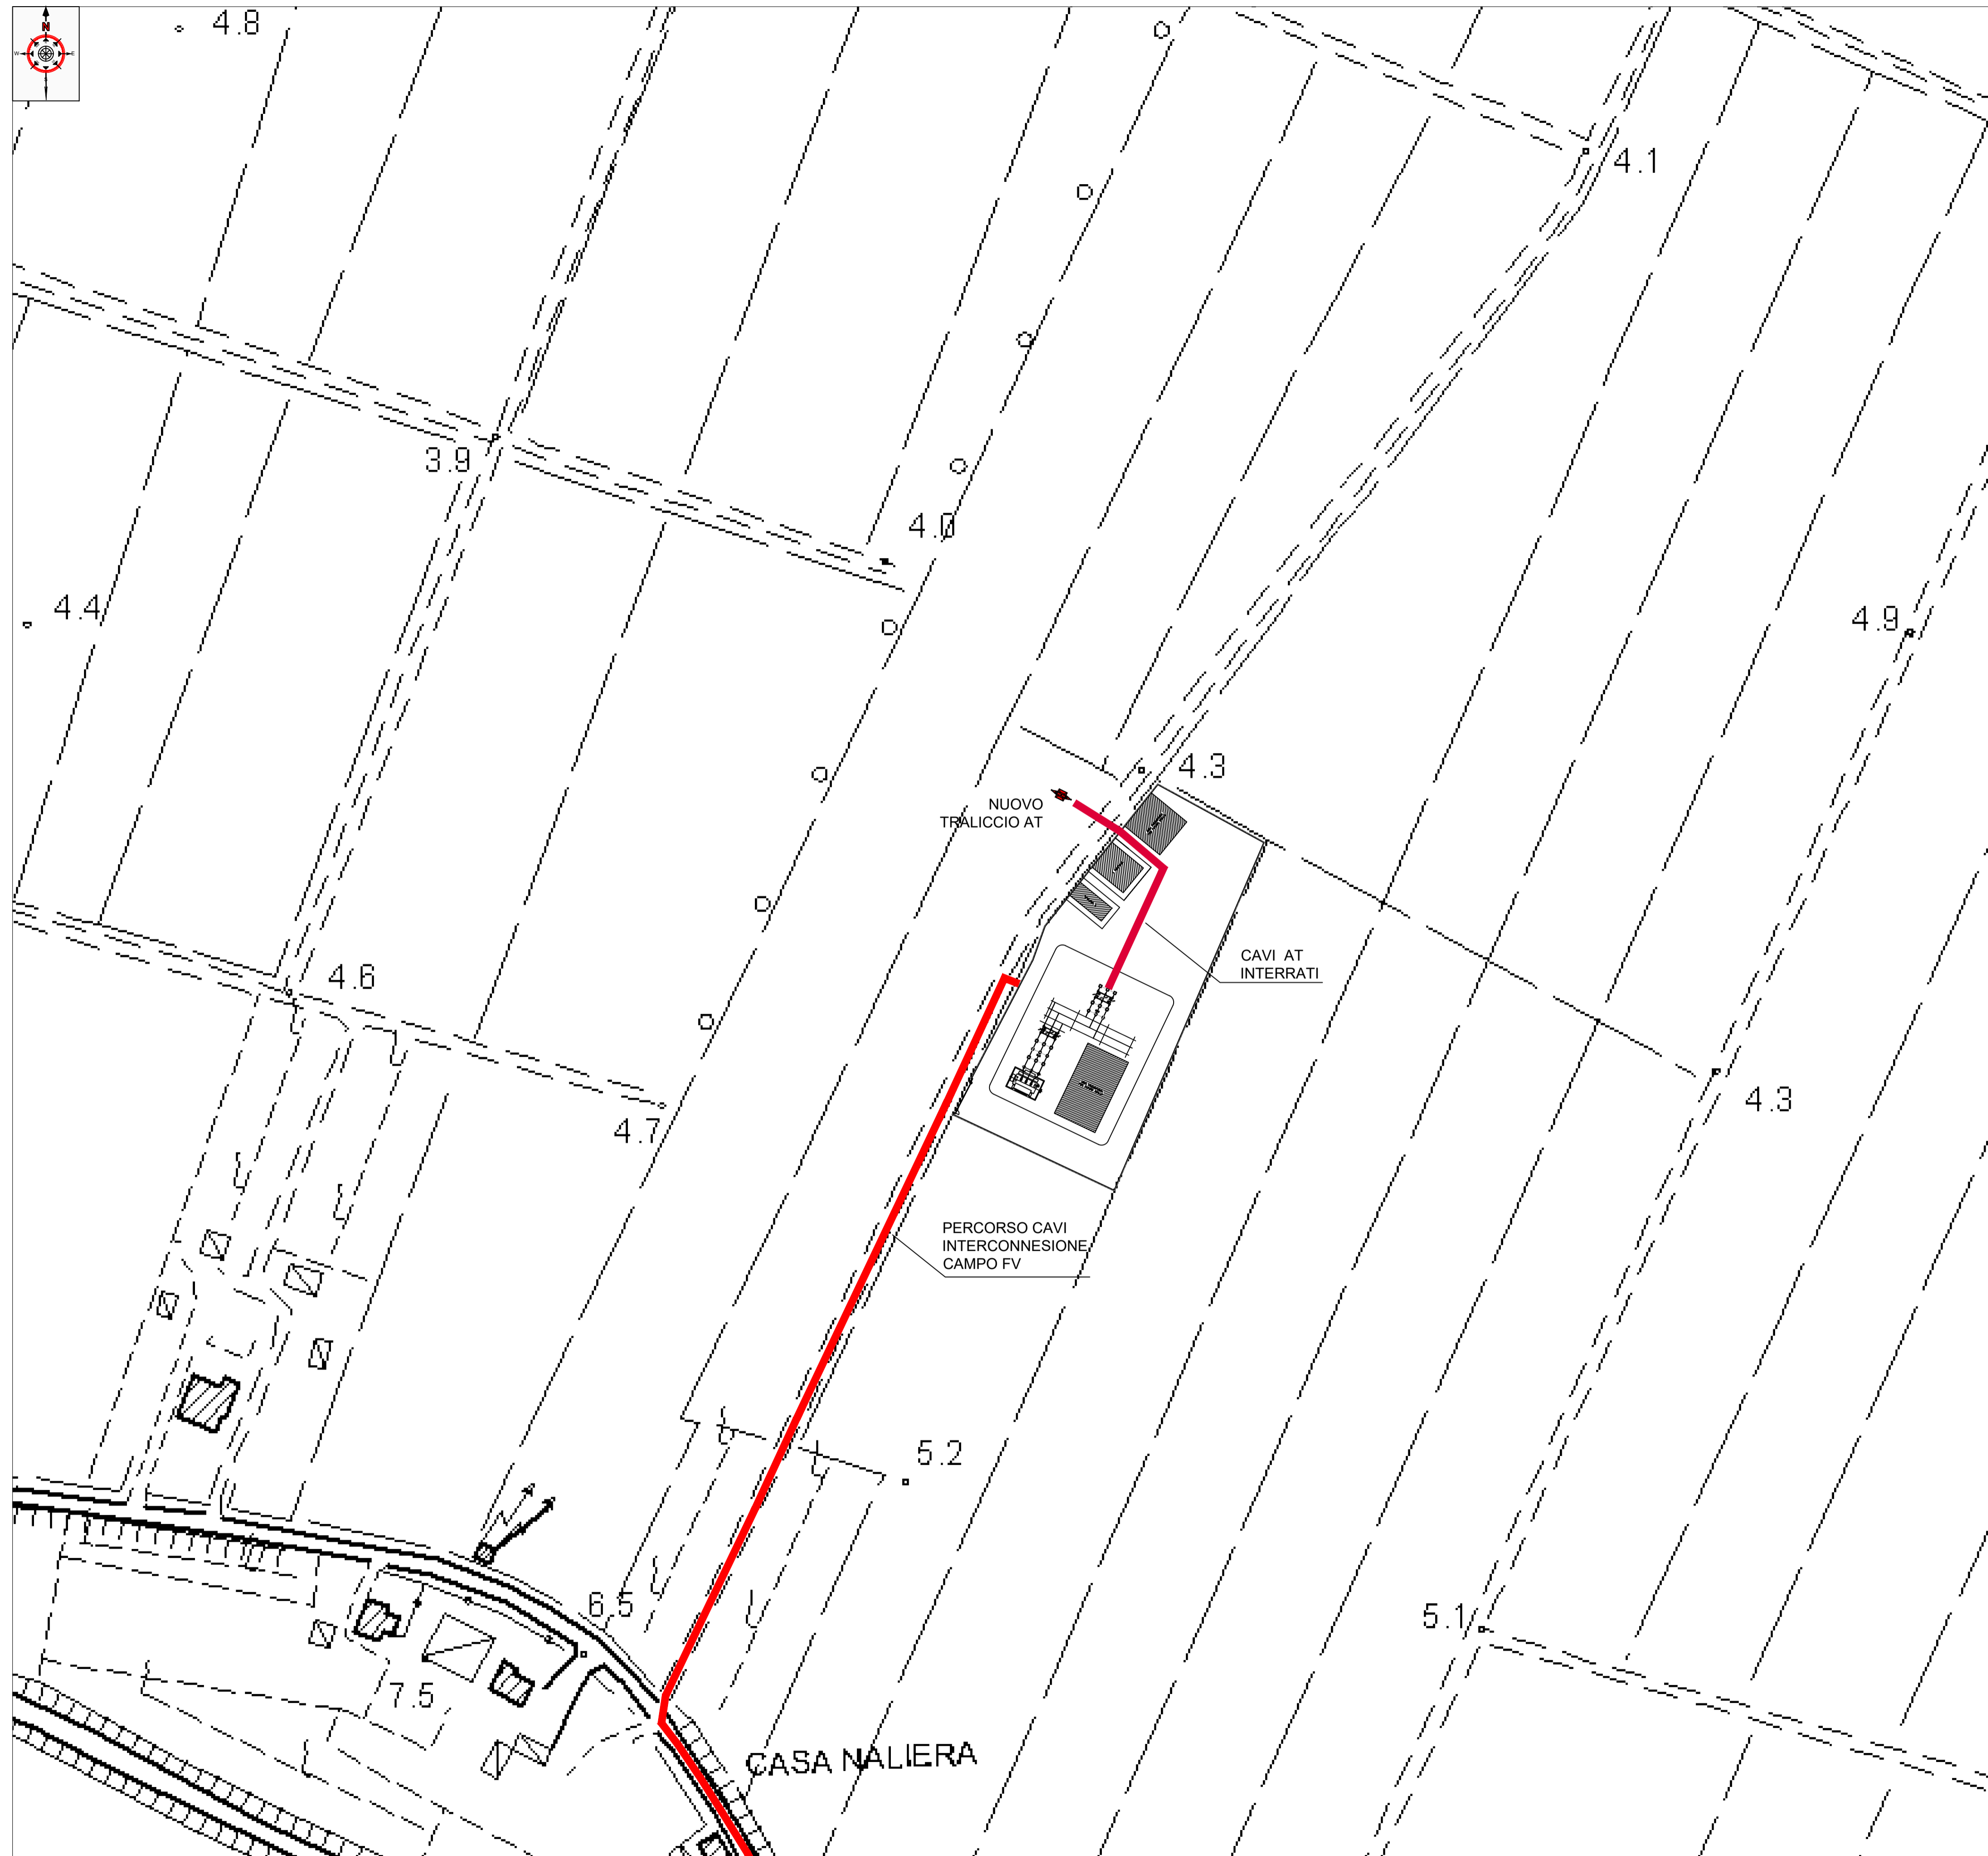 N
W
E
4.8
4.1
3.9
4.0
4.4
4.9
4.3
NUOVO
TRALICCIO AT
CAVI AT
INTERRATI
4.6
4.3
4.7
PERCORSO CAVI
INTERCONNESIONE
CAMPO FV
5.2
6.5
5.1
7.5
CASA NALIERA